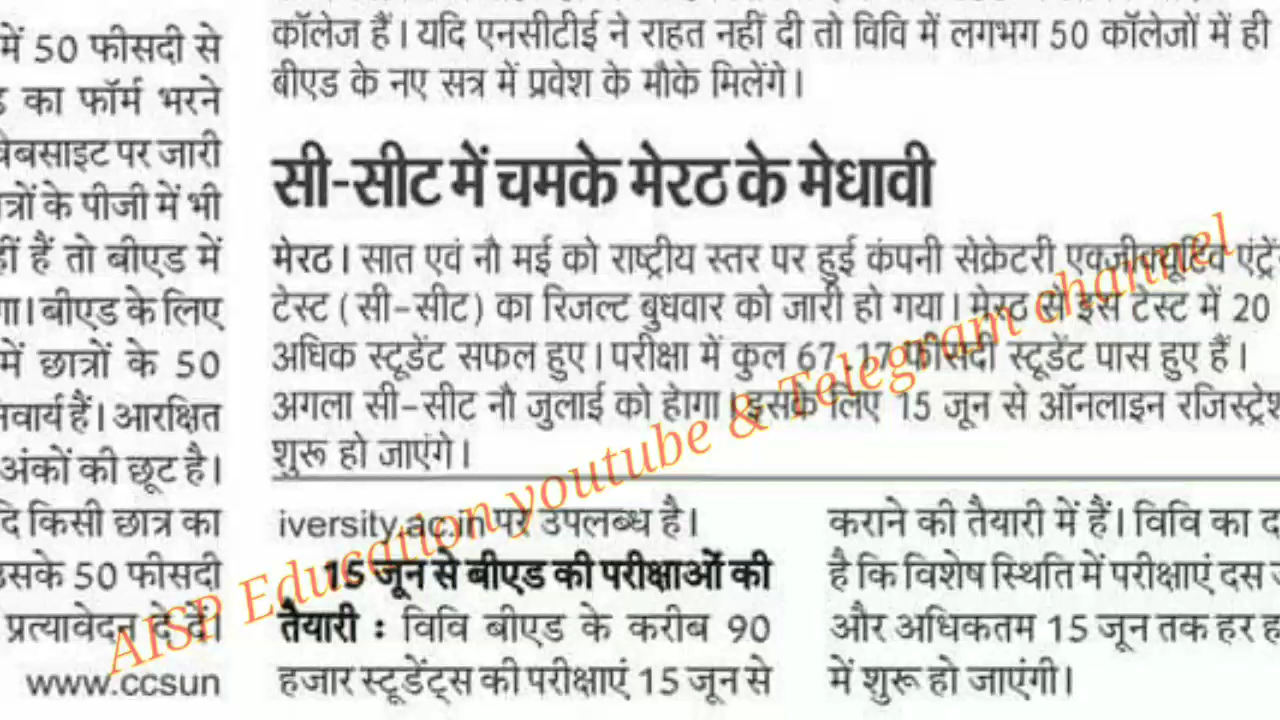 में 50 फीसदी से
का फॉर्म भरने
वेबसाइट पर जारी
के पीजी में भी
हैं तो बीएड में
बीएड के लिए
में छात्रों के 50
हैं। आरक्षित
अंकों की छूट है।
किसी छात्र का
50 फीसदी
प्रत्यावेदन दे दें।
www.ccsun
कॉलेज हैं। यदि एनसीटीई ने राहत नहीं दी तो विवि में लगभग 50 कॉलेजों में ही
बीएड के नए सत्र में प्रवेश के मौके मिलेंगे।
सी-सीट में चमके मेरठ के मेधावी
मेरठ। सात एवं नौ मई को राष्ट्रीय स्तर पर हुई कंपनी सेक्रेटरी एक्जीक्यूटिव
टेस्ट (सी-सीट) का रिजल्ट बुधवार को जारी हो गया। मेरठ से इस टेस्ट में 20
अधिक स्टूडेंट सफल हुए। परीक्षा में कुल 67.17 फीसदी स्टूडेंट पास हुए हैं।
अगला सी-सीट नौ जुलाई को हेागा। इसके लिए 15 जून से ऑनलाइन
शुरू हो जाएंगे।
iversity.ac.in पर उपलब्ध है।
15 जून से बीएड की परीक्षाओं की
तैयारी : विवि बीएड के करीब 90
हजार स्टूडेंट्स की परीक्षाएं 15 जून से
कराने की तैयारी में हैं। विवि का
है कि विशेष स्थिति में परीक्षाएं दस
और अधिकतम 15 जून तक हर
में शुरू हो जाएंगी।
AISP Education youtube & Telegram channel